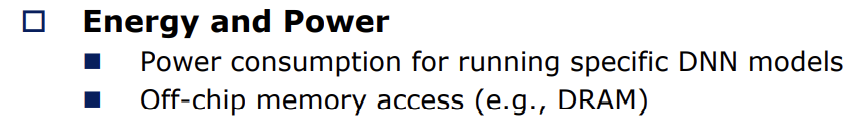 Energy and Power
Power consumption for running specific DNN models
Off-chip memory access (e.g., DRAM)